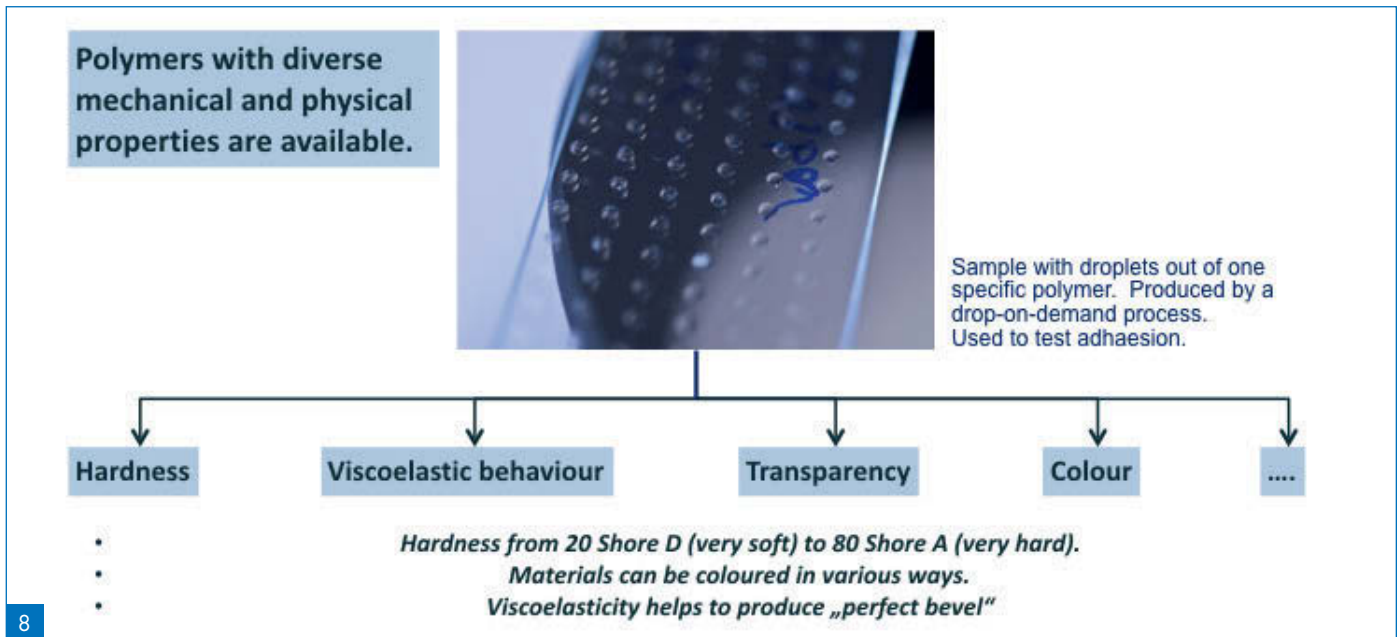 Polymers with diverse
mechanical and physical
properties are available.
Sample with droplets out of one
specific polymer. Produced by a
drop-on-demand process.
Used to test adhaesion.
Hardness
Viscoelastic behaviour
Transparency
Colour
....
• Hardness from 20 Shore D (very soft) to 80 Shore A (very hard).
• Materials can be coloured in various ways.
• Viscoelasticity helps to produce „perfect bevel“
8